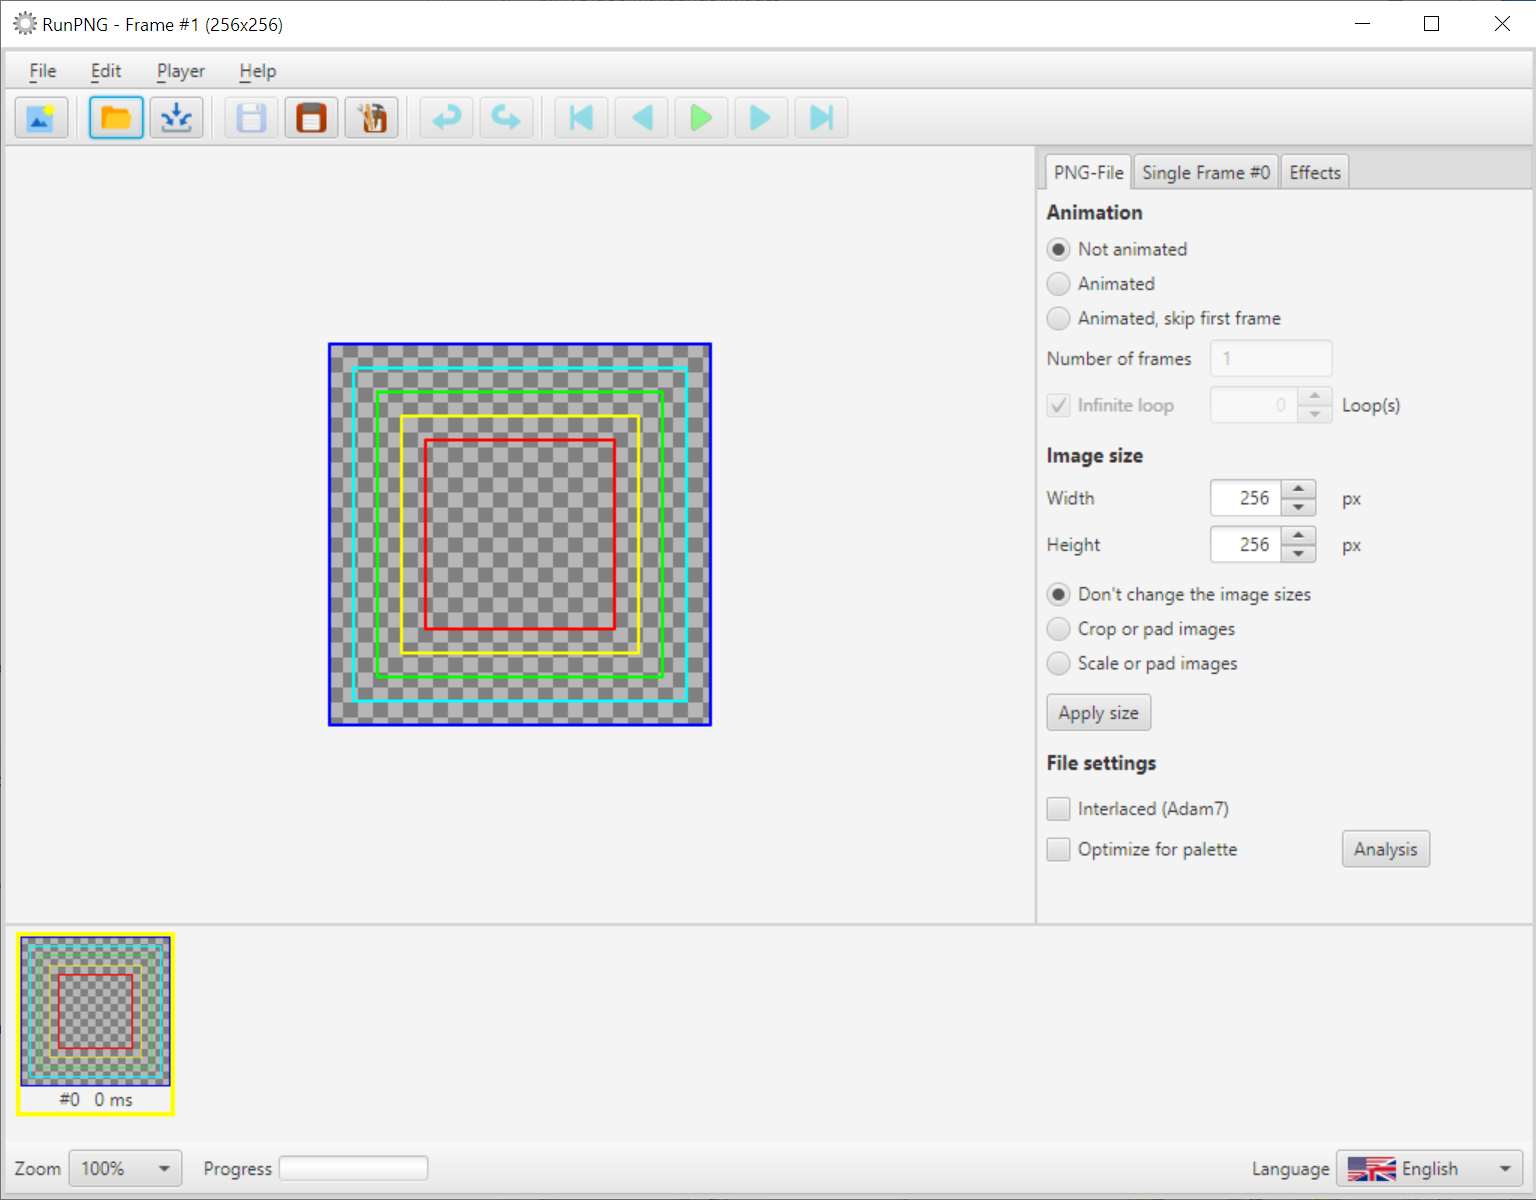 RunPNG - Frame #1 (256x256)
File Edit Player Help
PNG-File Single Frame #0 Effects
Animation
Not animated
Animated
Animated, skip first frame
Number of frames 1
Infinite loop 0 Loop(s)
Image size
Width 256 px
Height 256 px
Don't change the image sizes
Crop or pad images
Scale or pad images
Apply size
File settings
Interlaced (Adam7)
Optimize for palette Analysis
#0 0 ms
Zoom 100% Progress Language English